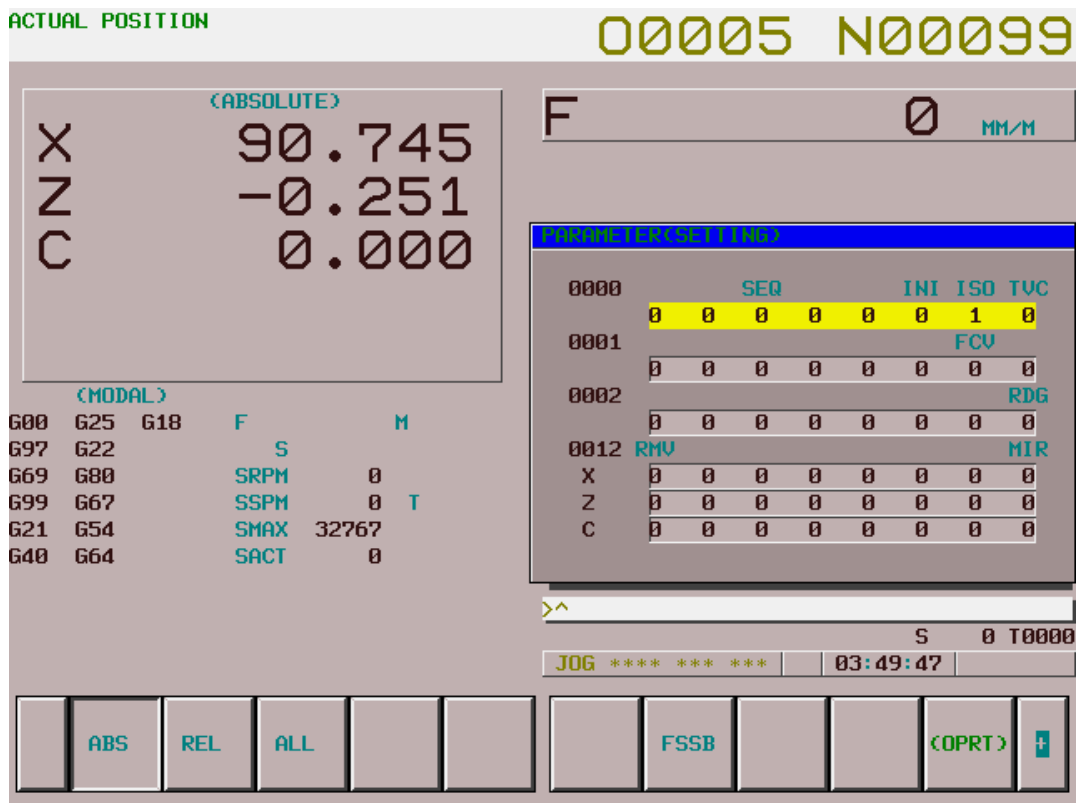 ACTUAL POSITION
O0005 N00099
(ABSOLUTE)
X 90.745
Z -0.251
C 0.000
F 0 MM/M
(MODAL)
G00 G25 G18 F M
G97 G22 S
G69 G80 SRPM 0
G99 G67 SSPM 0 T
G21 G54 SMAX 32767
G40 G64 SACT 0
PARAMETER(SETTING)
0000 SEQ INI ISO TVC
0 0 0 0 0 0 1 0
0001 FCV
0 0 0 0 0 0 0 0
0002 RDG
0 0 0 0 0 0 0 0
0012 RMV MIR
X 0 0 0 0 0 0 0 0
Z 0 0 0 0 0 0 0 0
C 0 0 0 0 0 0 0 0
>^
S 0 T0000
JOG **** *** *** 03:49:47
ABS REL ALL FSSB (OPRT) +